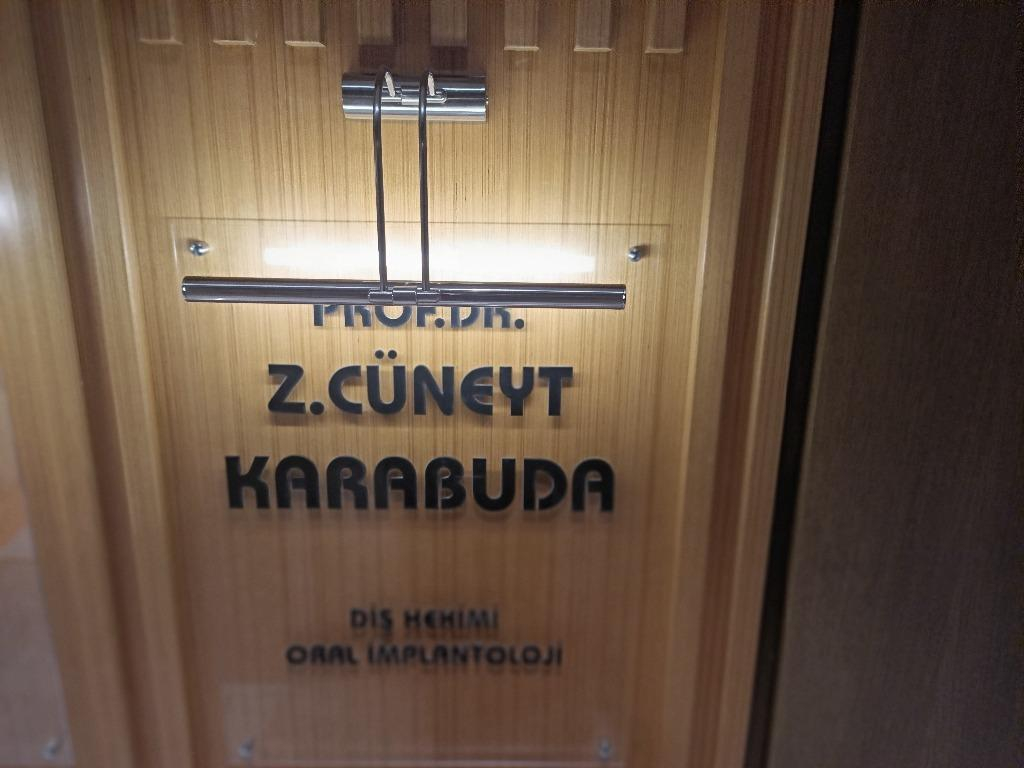 PROF.DR.
Z.CÜNEYT
KARABUDA
DİŞ HEKİMİ
ORAL İMPLANTOLOJİ